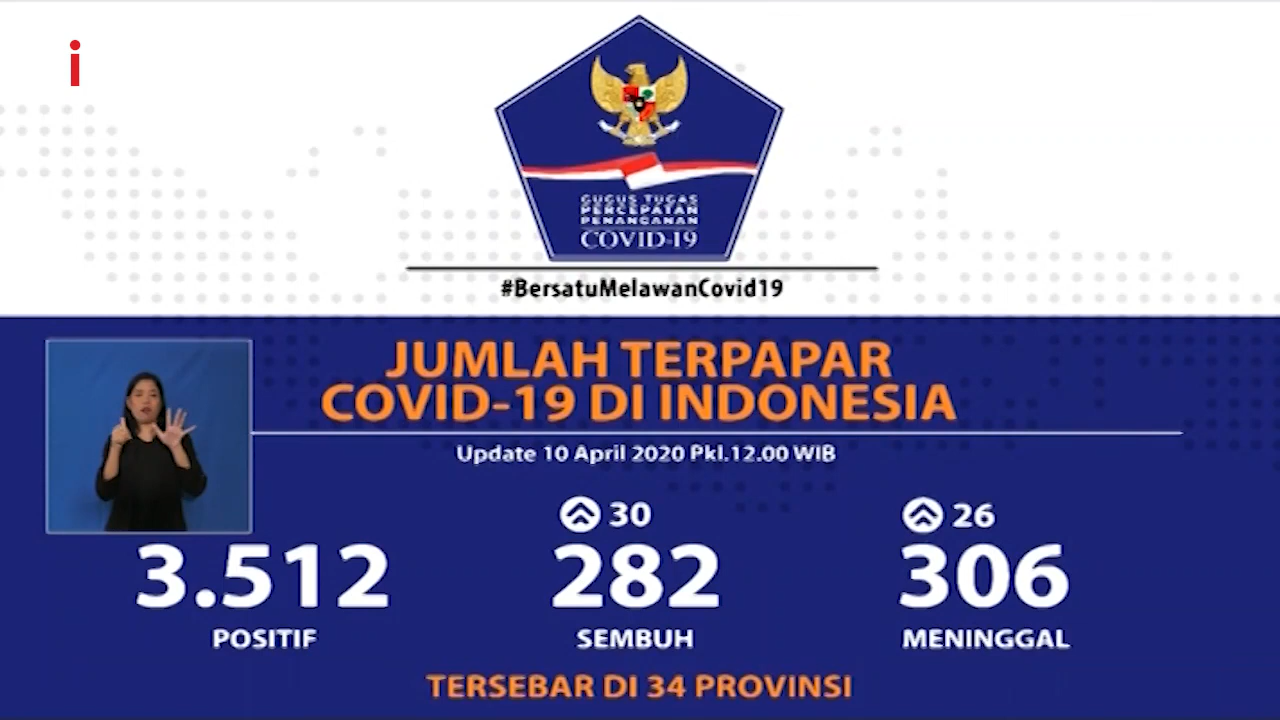 i
GUGUS TUGAS
PERCEPATAN
PENANGANAN
COVID-19
#BersatuMelawanCovid19
JUMLAH TERPAPAR
COVID-19 DI INDONESIA
Update 10 April 2020 Pkl.12.00 WIB
30
26
3.512
282
306
POSITIF
SEMBUH
MENINGGAL
TERSEBAR DI 34 PROVINSI